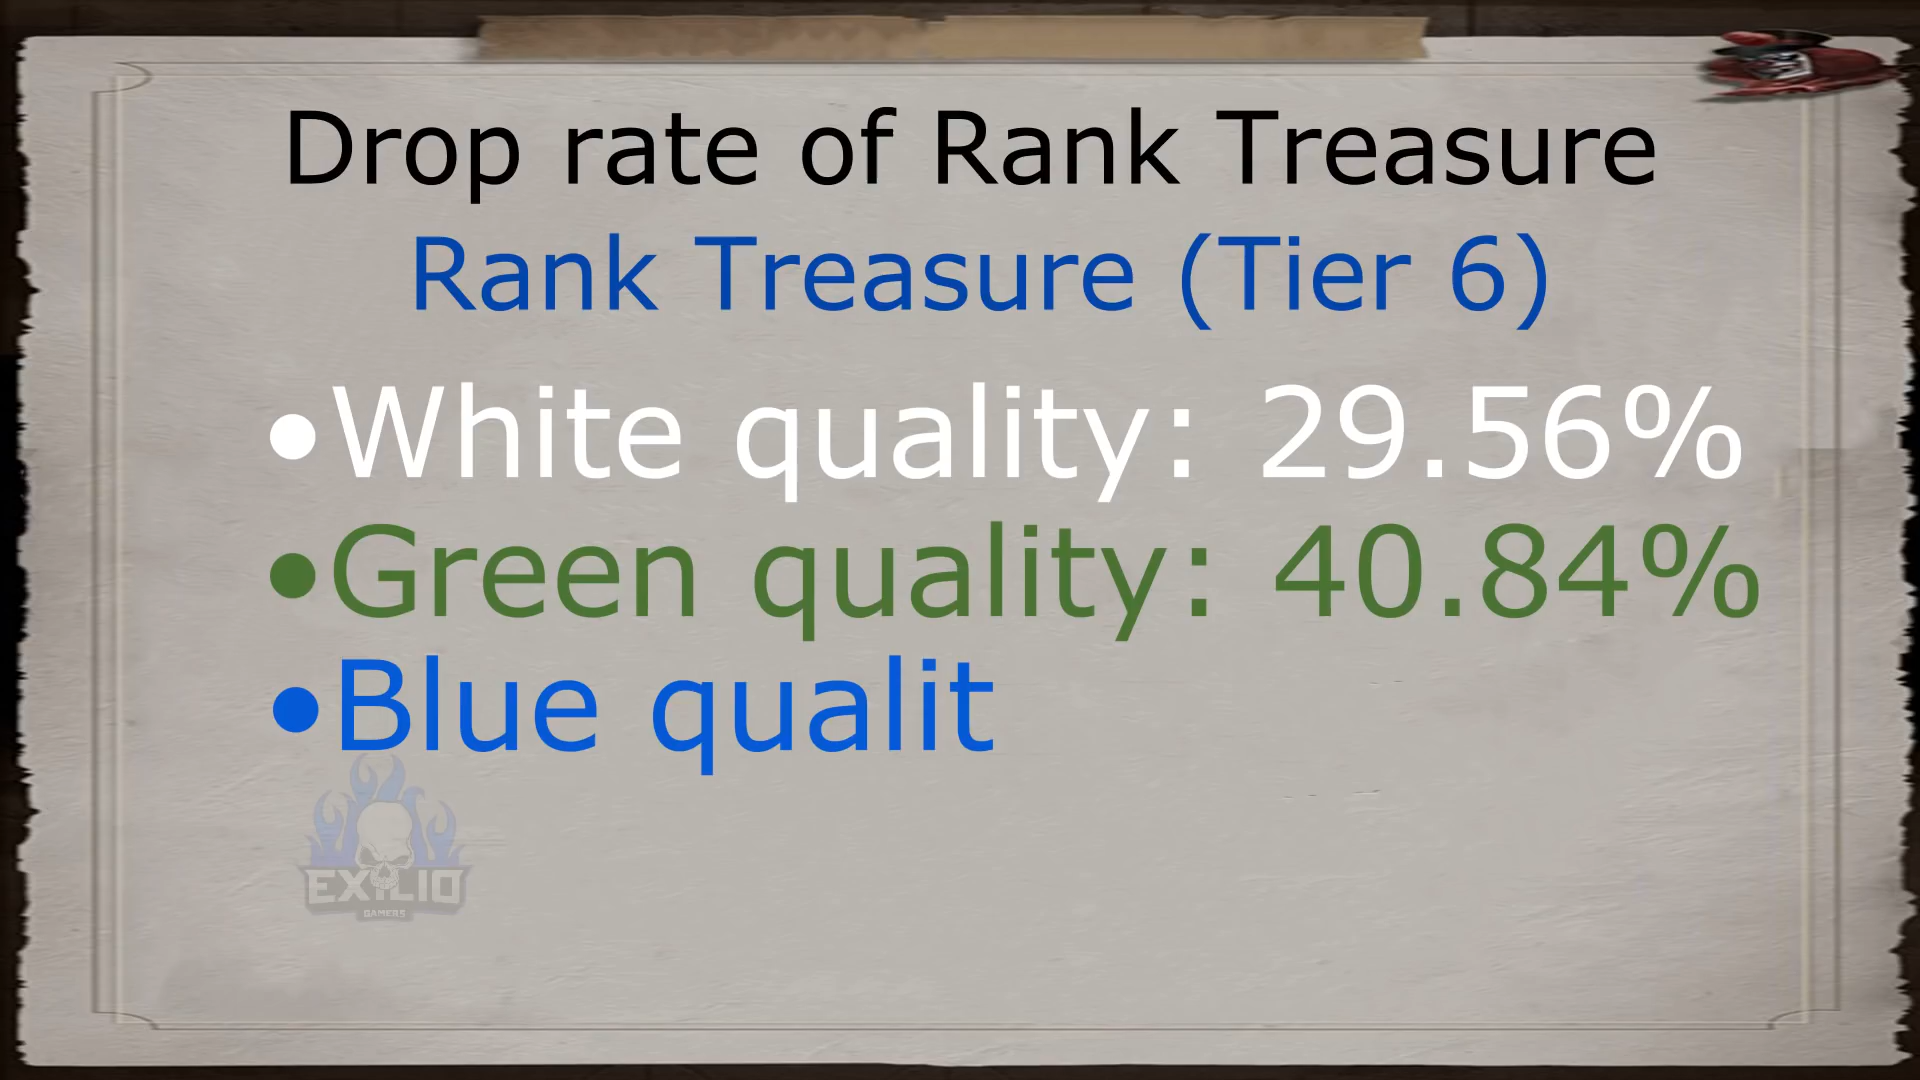 Drop rate of Rank Treasure
Rank Treasure (Tier 6)
•White quality: 29.56%
•Green quality: 40.84%
•Blue qualit
EXILIO
GAMERS